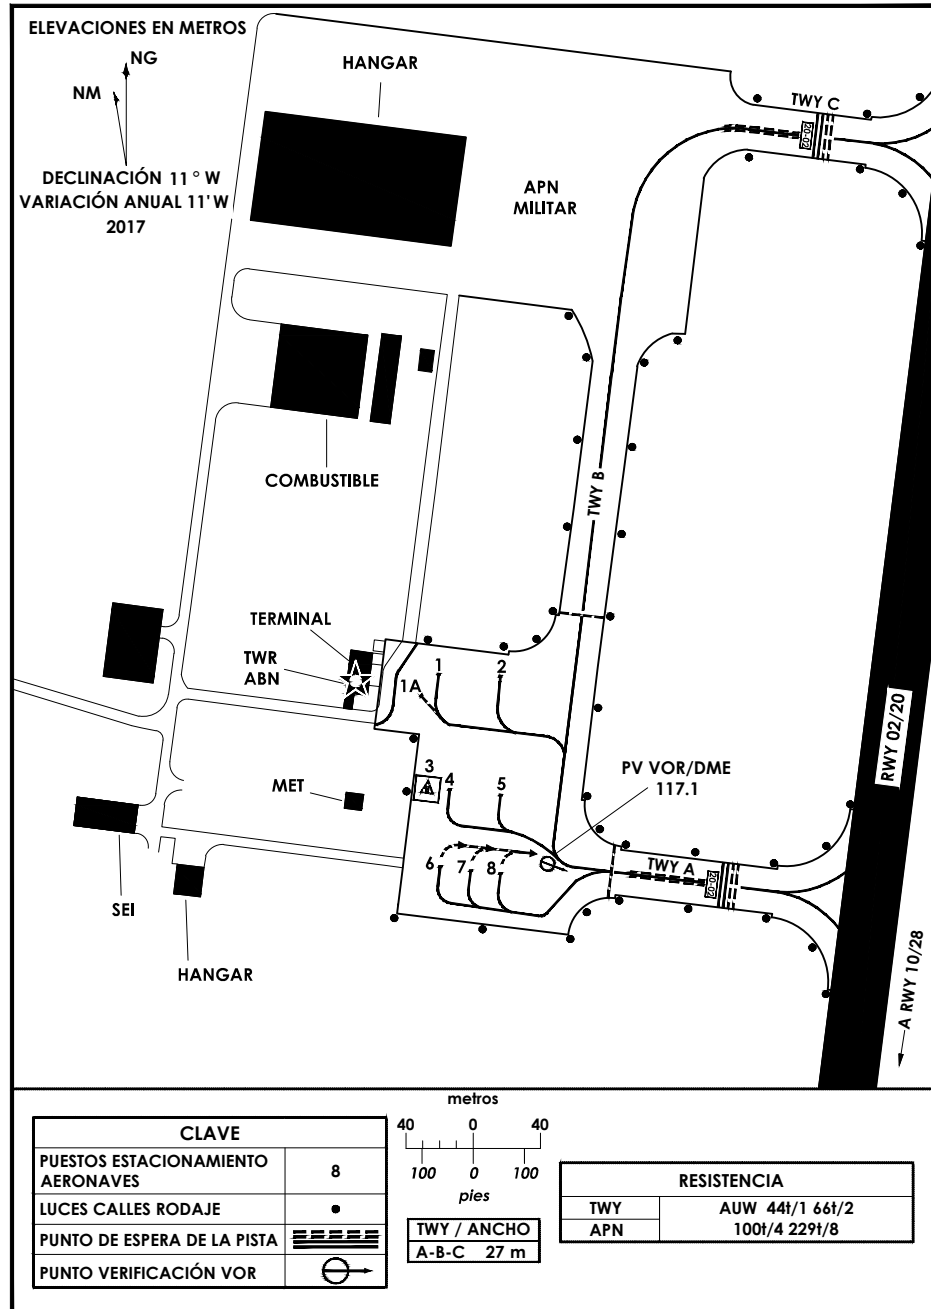 ELEVACIONES EN METROS
NG
NM
DECLINACIÓN 11° W
VARIACIÓN ANUAL 11' W
2017
HANGAR
TWY C
20-02
APN
MILITAR
COMBUSTIBLE
TWY B
TERMINAL
TWR
ABN
1
2
1A
RWY 02/20
PV VOR/DME
117.1
3
4
5
MET
6
7
8
TWY A
20-02
SEI
HANGAR
A RWY 10/28
CLAVE
PUESTOS ESTACIONAMIENTO
AERONAVES
8
LUCES CALLES RODAJE
PUNTO DE ESPERA DE LA PISTA
PUNTO VERIFICACIÓN VOR
metros
40 0 40
100 0 100
pies
TWY / ANCHO
A-B-C 27 m
RESISTENCIA
TWY AUW 44t/1 66t/2
APN 100t/4 229t/8